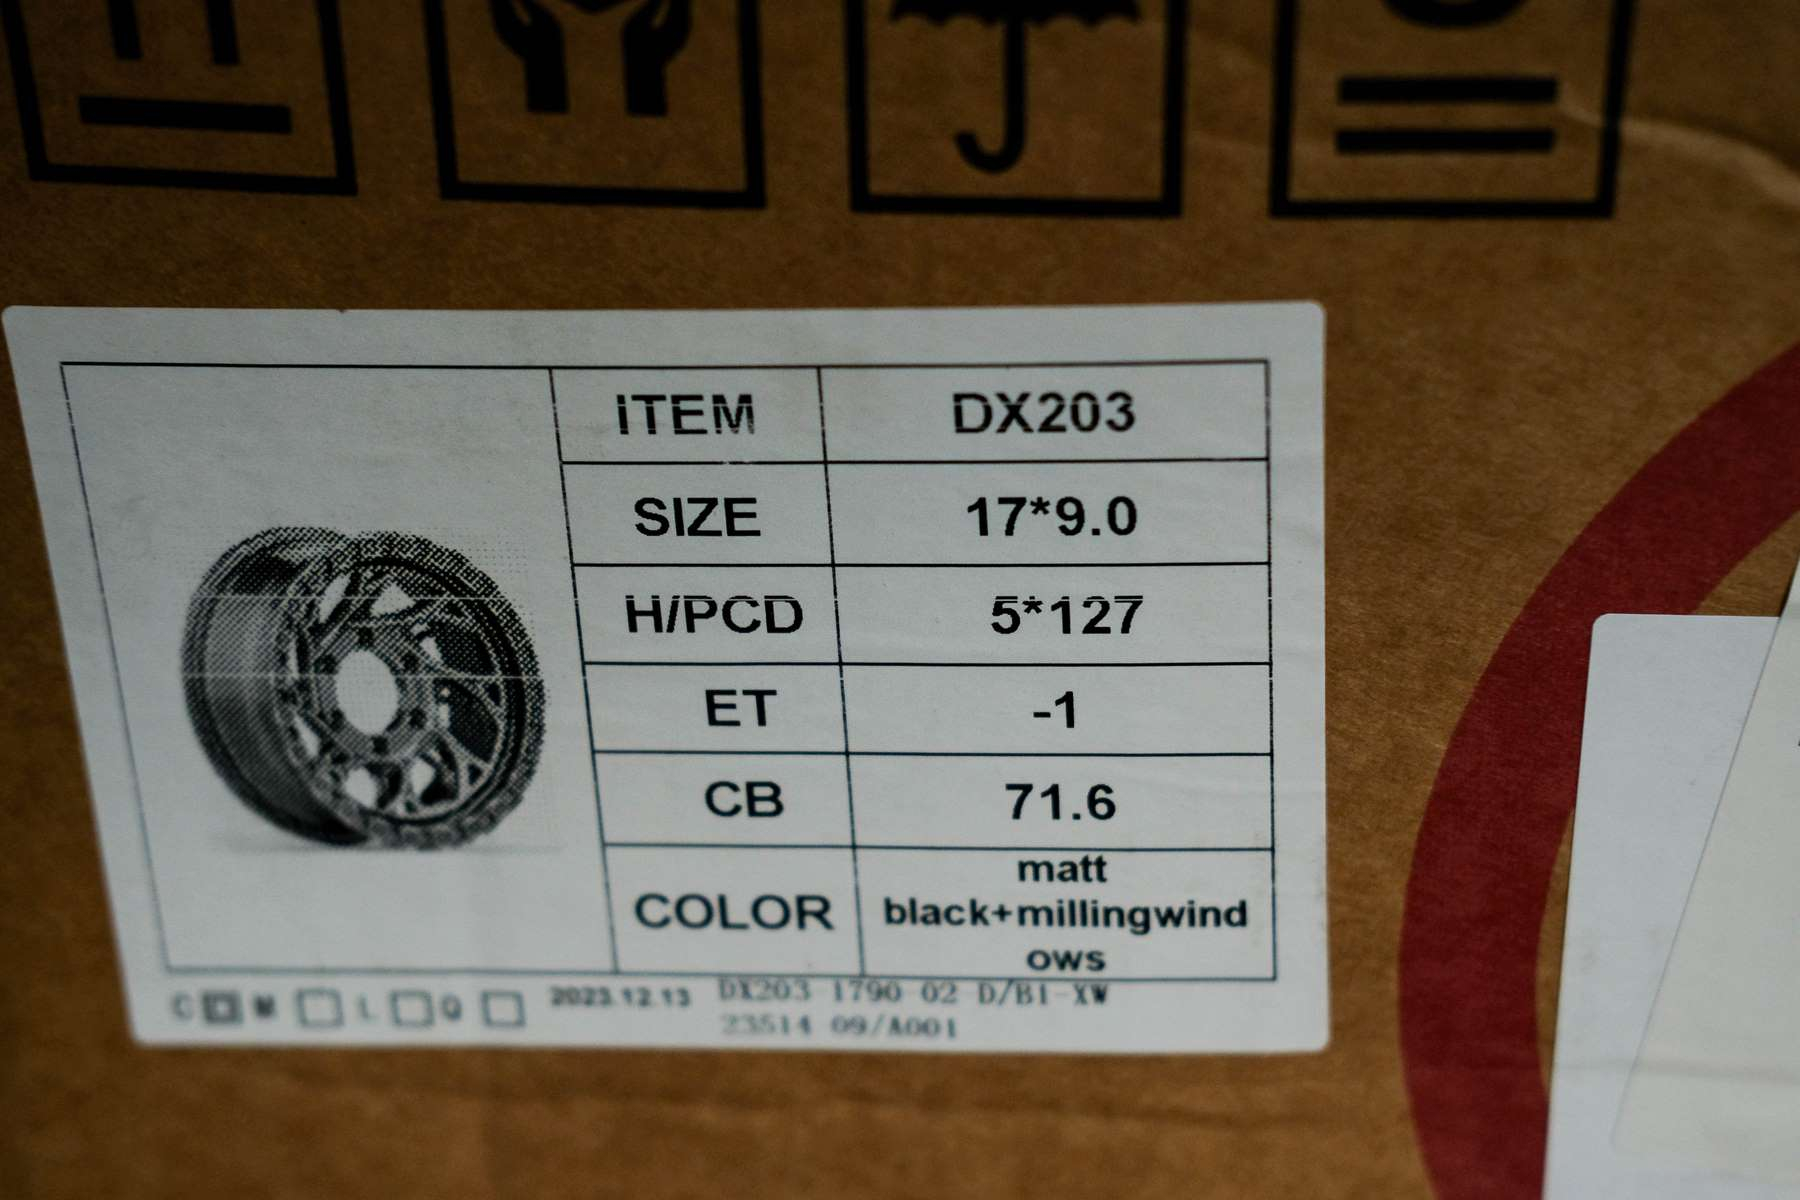 ITEM DX203
SIZE 17*9.0
H/PCD 5*127
ET -1
CB 71.6
COLOR matt
black+millingwind
ows
C M L Q 2023.12.13 DX203 1790 02 D/B1-XW
23514 09/A001